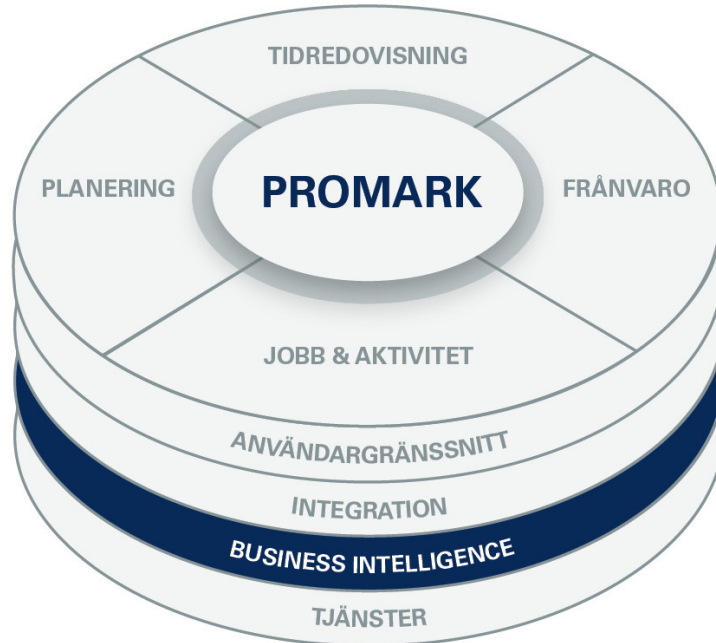 TIDREDOVISNING
PLANERING
PROMARK
FRÅNVARO
JOBB & AKTIVITET
ANVÄNDARGRÄNSSNITT
INTEGRATION
BUSINESS INTELLIGENCE
TJÄNSTER